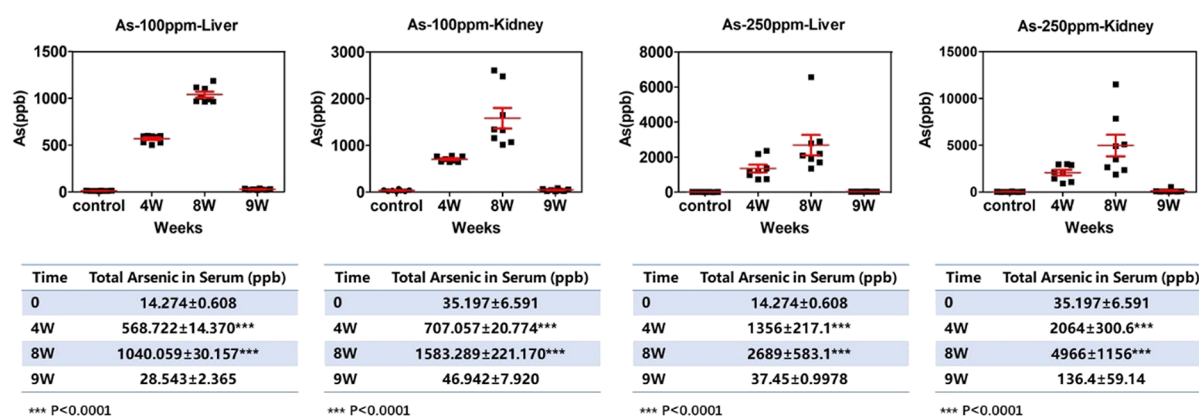 As-100ppm-Liver
As(ppb)
1500
1000
500
0
control 4W 8W 9W
Weeks
As-100ppm-Kidney
As(ppb)
3000
2000
1000
0
control 4W 8W 9W
Weeks
As-250ppm-Liver
As(ppb)
8000
6000
4000
2000
0
control 4W 8W 9W
Weeks
As-250ppm-Kidney
As(ppb)
15000
10000
5000
0
control 4W 8W 9W
Weeks
Time Total Arsenic in Serum (ppb)
0 14.274±0.608
4W 568.722±14.370***
8W 1040.059±30.157***
9W 28.543±2.365
*** P<0.0001
Time Total Arsenic in Serum (ppb)
0 35.197±6.591
4W 707.057±20.774***
8W 1583.289±221.170***
9W 46.942±7.920
*** P<0.0001
Time Total Arsenic in Serum (ppb)
0 14.274±0.608
4W 1356±217.1***
8W 2689±583.1***
9W 37.45±0.9978
*** P<0.0001
Time Total Arsenic in Serum (ppb)
0 35.197±6.591
4W 2064±300.6***
8W 4966±1156***
9W 136.4±59.14
*** P<0.0001